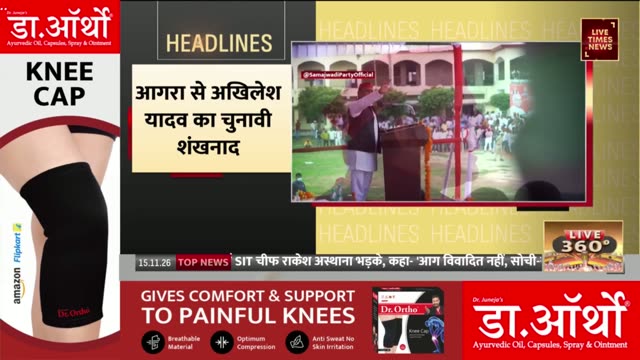 Dr. Juneja's
डा.ऑर्थो
Ayurvedic Oil, Capsules, Spray & Ointment
KNEE
CAP
amazon
Flipkart
Dr. Ortho
HEADLINES
HEADLINES
आगरा से अखिलेश
यादव का चुनावी
शंखनाद
@SamajwadiPartyOfficial
HEADLINES
HEADLINES
LIVE
TIMES
NEWS
LIVE
360°
15.11.26
TOP NEWS
SIT चीफ राकेश अस्थाना भड़के, कहा- 'आग विवादित नहीं, सोची-
GIVES COMFORT & SUPPORT
TO PAINFUL KNEES
Breathable
Material
Optimum
Compression
Anti Sweat No
Skin Irritation
Dr. Ortho
Knee Cap
Dr. Juneja's
डा.ऑर्थो
Ayurvedic Oil, Capsules, Spray & Ointment